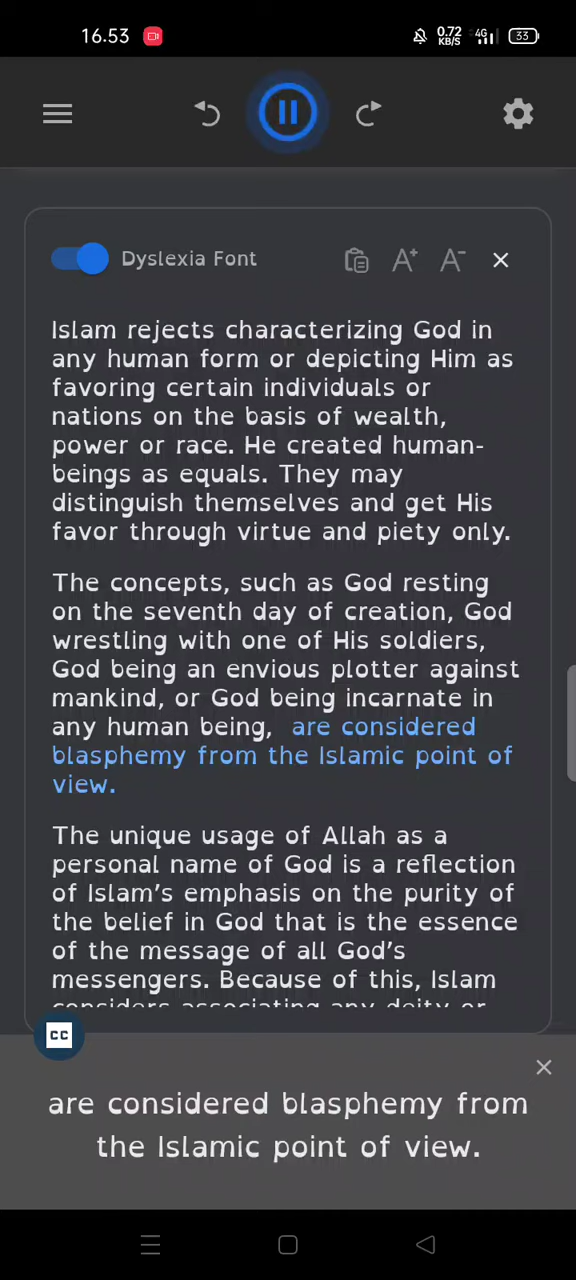 16.53
0.72
KB/S
4G
33
Dyslexia Font
A+
A-
Islam rejects characterizing God in
any human form or depicting Him as
favoring certain individuals or
nations on the basis of wealth,
power or race. He created human-
beings as equals. They may
distinguish themselves and get His
favor through virtue and piety only.
The concepts, such as God resting
on the seventh day of creation, God
wrestling with one of His soldiers,
God being an envious plotter against
mankind, or God being incarnate in
any human being, are considered
blasphemy from the Islamic point of
view.
The unique usage of Allah as a
personal name of God is a reflection
of Islam's emphasis on the purity of
the belief in God that is the essence
of the message of all God's
messengers. Because of this, Islam
considers associating any deity or
CC
are considered blasphemy from
the Islamic point of view.